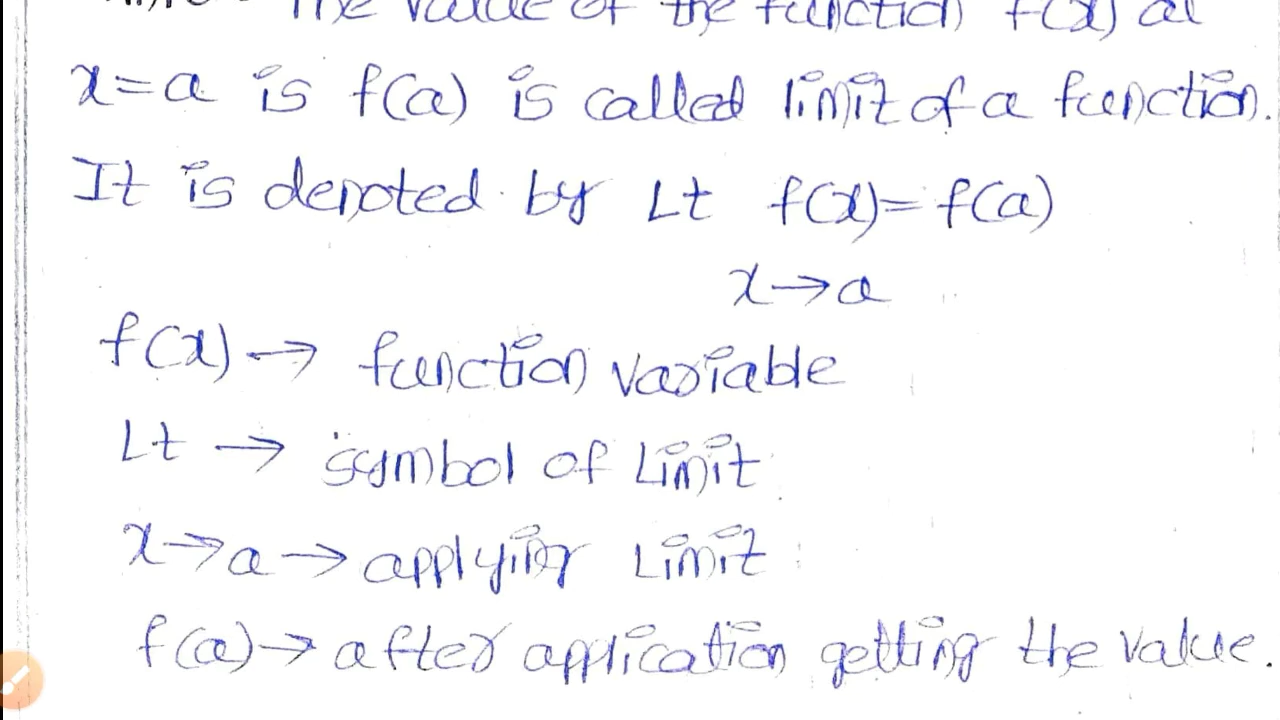 The value of the function f(x) at
x=a is f(a) is called limit of a function.
It is denoted by Lt f(x)=f(a)
x→a
f(x)→ function variable
Lt → symbol of Limit
x→a→ applying Limit
f(a)→ after application getting the value.